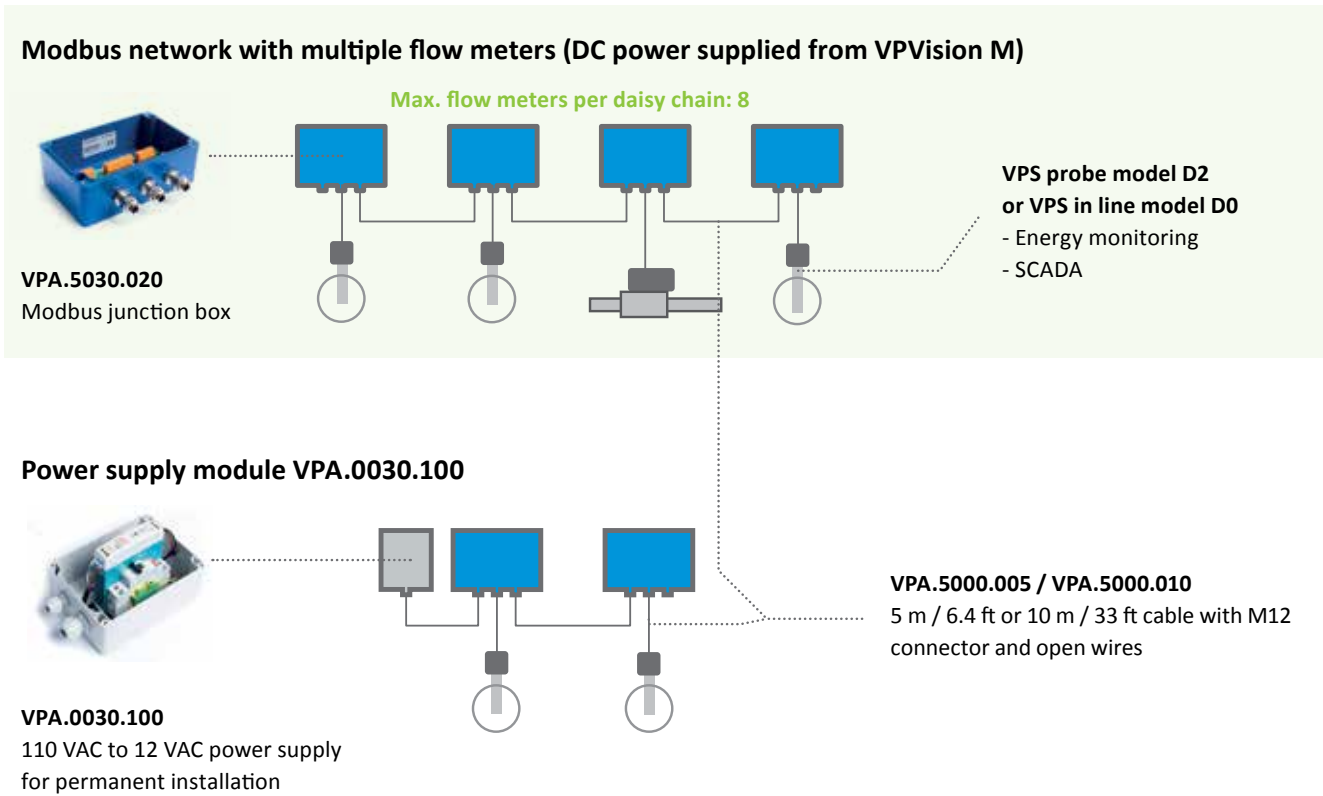 Modbus network with multiple flow meters (DC power supplied from VPVision M)
Max. flow meters per daisy chain: 8
VPS probe model D2
or VPS in line model D0
- Energy monitoring
- SCADA
VPA.5030.020
Modbus junction box
Power supply module VPA.0030.100
VPA.5000.005 / VPA.5000.010
5 m / 6.4 ft or 10 m / 33 ft cable with M12
connector and open wires
VPA.0030.100
110 VAC to 12 VAC power supply
for permanent installation